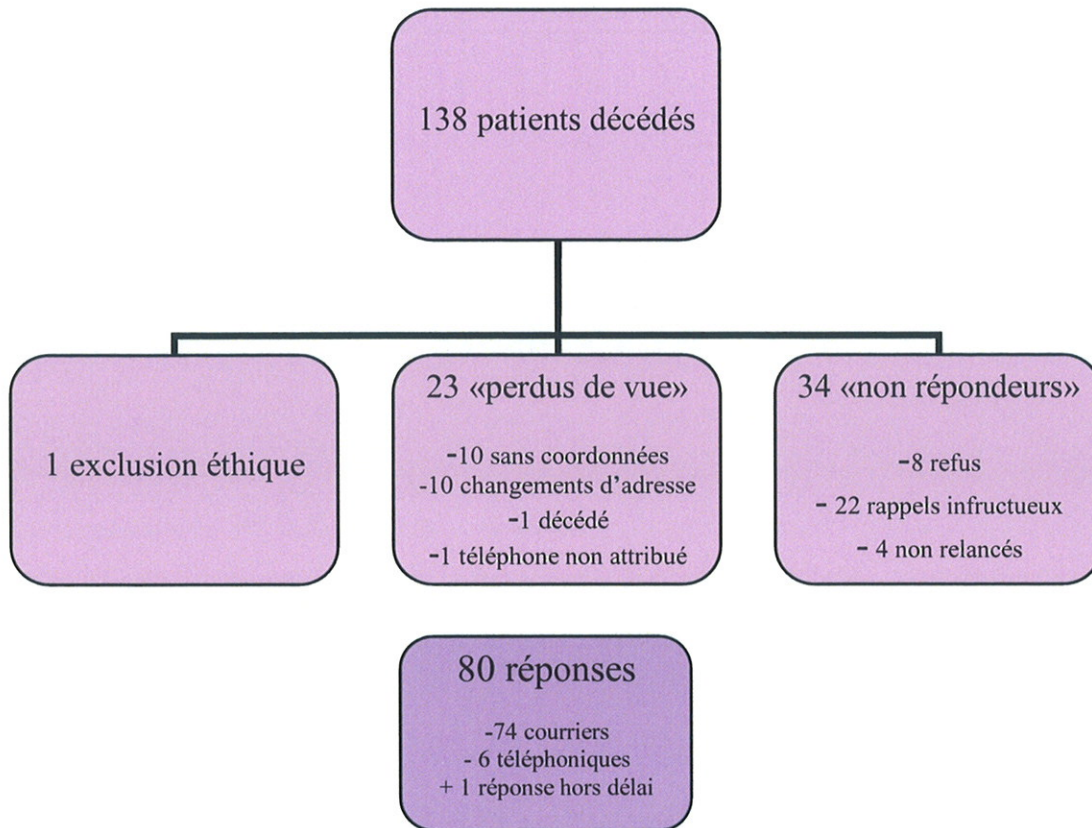 138 patients décédés
1 exclusion éthique
23 «perdus de vue»
-10 sans coordonnées
-10 changements d'adresse
-1 décédé
-1 téléphone non attribué
34 «non répondeurs»
-8 refus
- 22 rappels infructueux
- 4 non relancés
80 réponses
-74 courriers
- 6 téléphoniques
+ 1 réponse hors délai